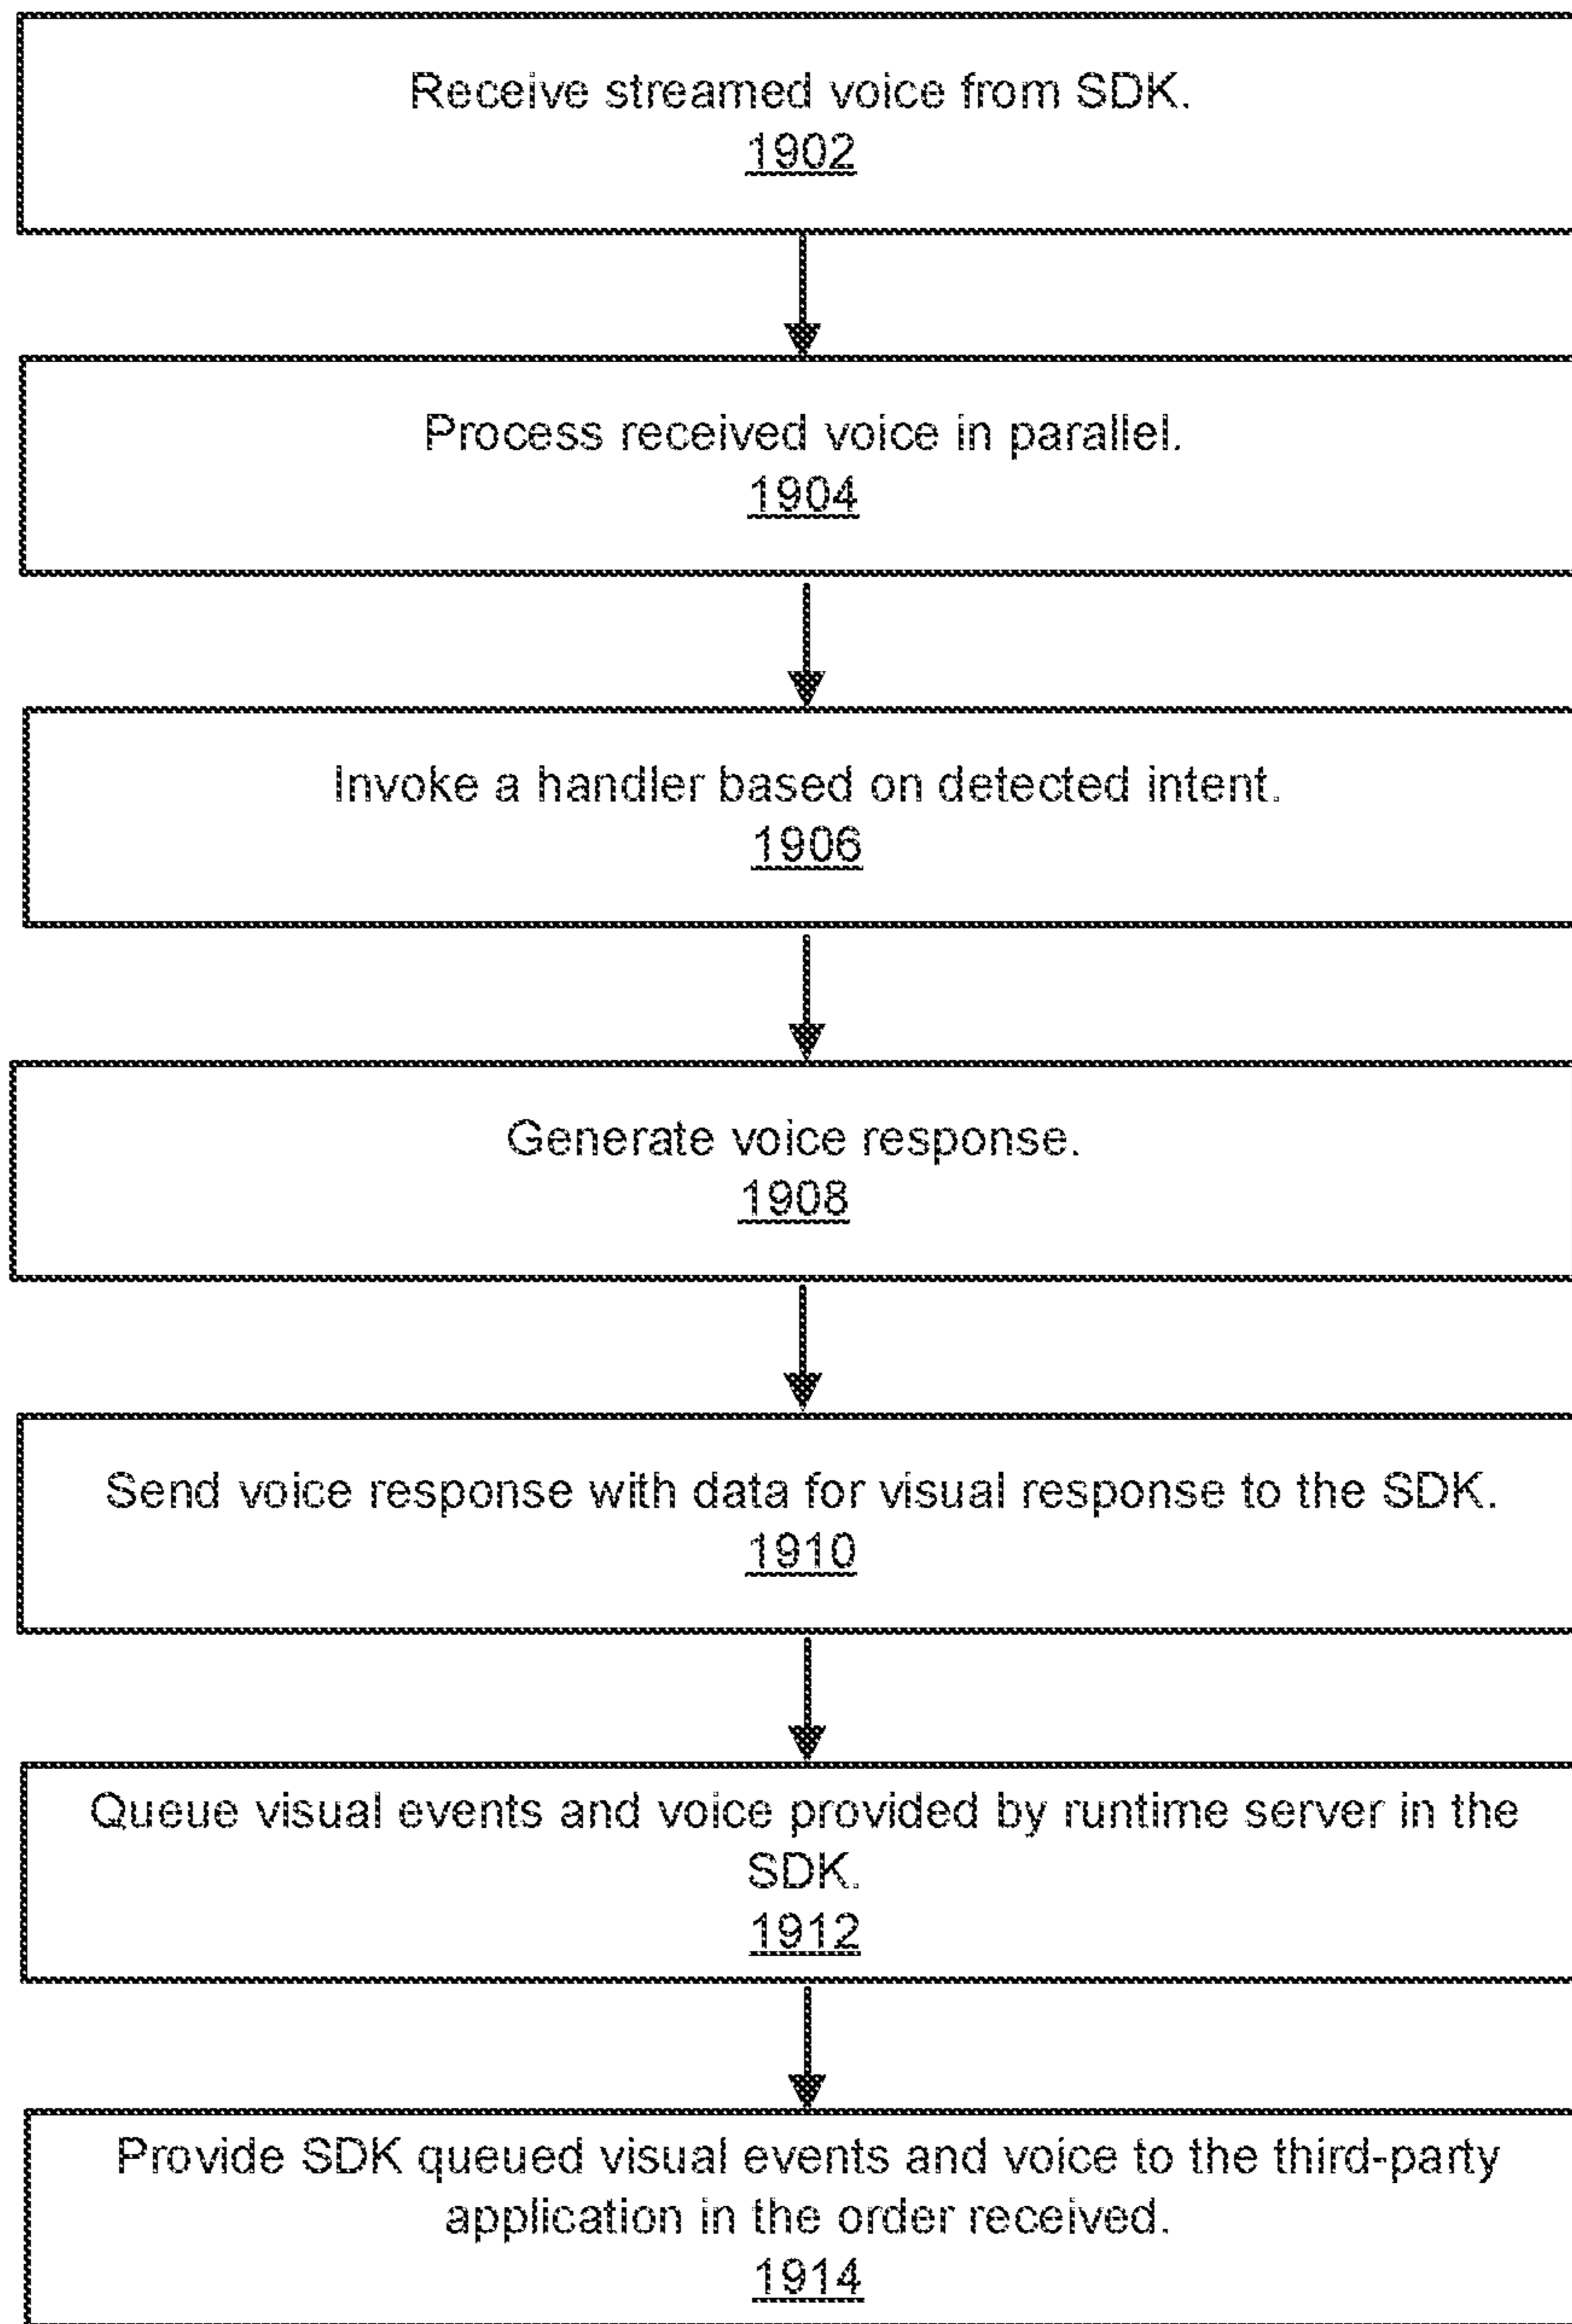 Receive streamed voice from SDK.
1902
Process received voice in parallel.
1904
Invoke a handler based on detected intent.
1906
Generate voice response.
1908
Send voice response with data for visual response to the SDK.
1910
Queue visual events and voice provided by runtime server in the
SDK.
1912
Provide SDK queued visual events and voice to the third-party
application in the order received.
1914